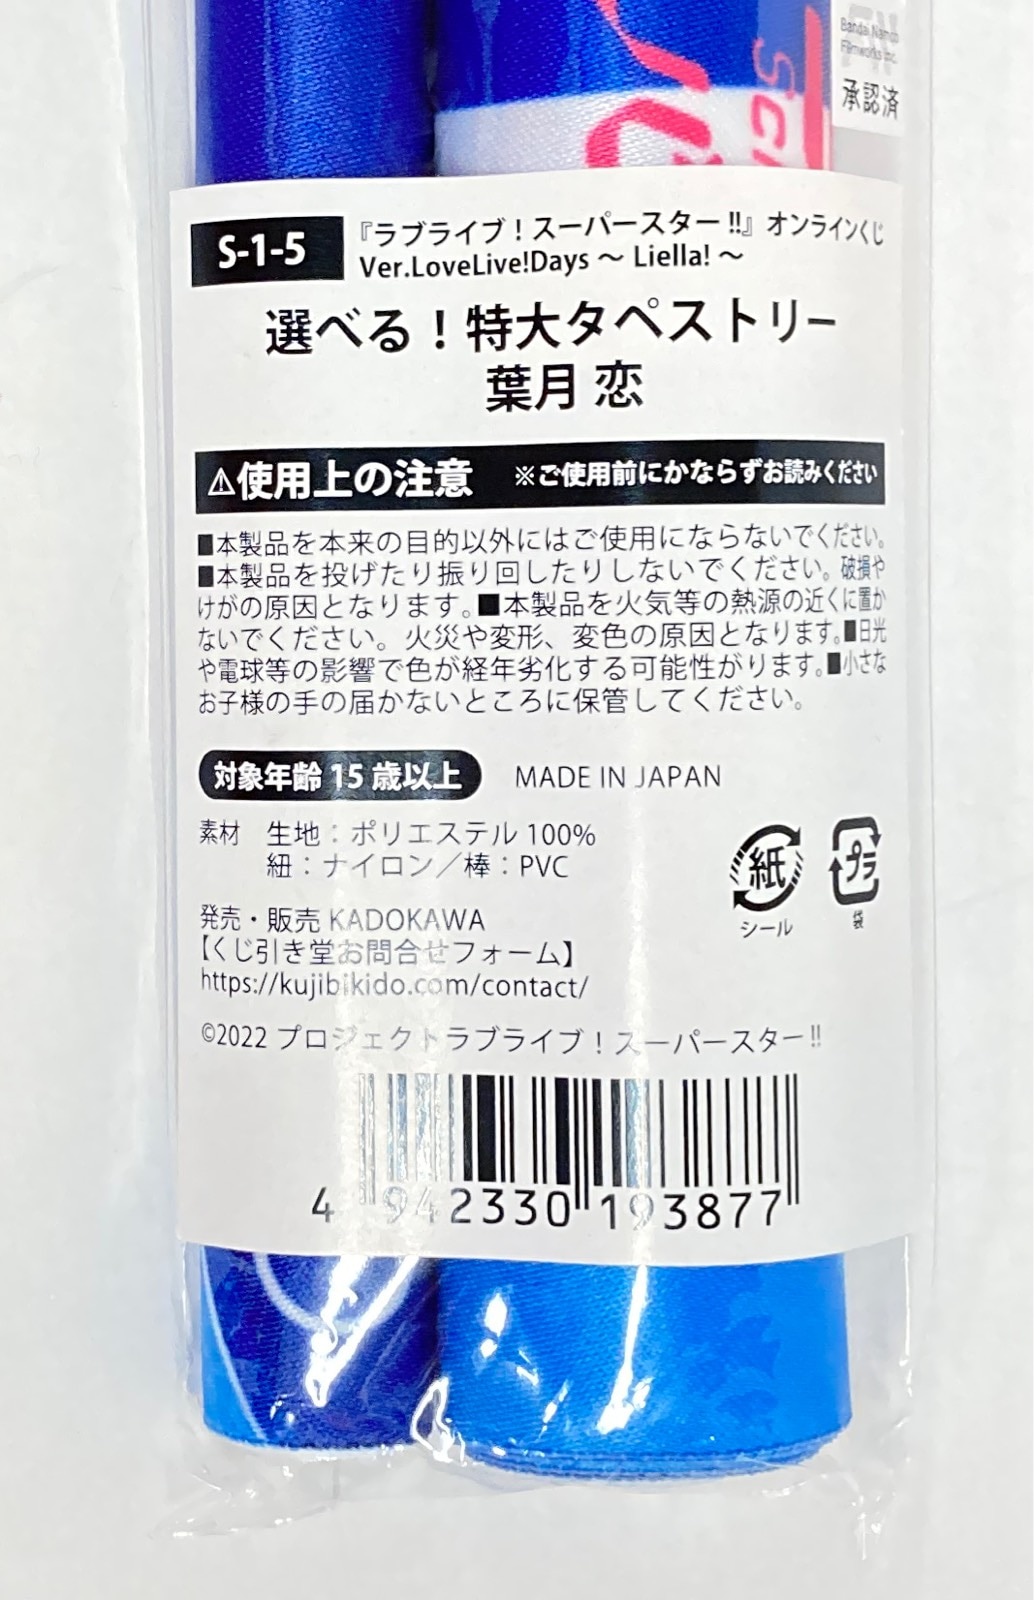 Bandai Namco
Filmworks Inc.
承認済
S-1-5
『ラブライブ！スーパースター!!』オンラインくじ
Ver.LoveLive!Days ～ Liella! ～
選べる！特大タペストリー
葉月 恋
⚠使用上の注意 ※ご使用前にかならずお読みください
■本製品を本来の目的以外にはご使用にならないでください。
■本製品を投げたり振り回したりしないでください。破損や
けがの原因となります。■本製品を火気等の熱源の近くに置か
ないでください。火災や変形、変色の原因となります。■日光
や電球等の影響で色が経年劣化する可能性がります。■小さな
お子様の手の届かないところに保管してください。
対象年齢 15 歳以上 MADE IN JAPAN
素材 生地：ポリエステル 100%
紐：ナイロン／棒：PVC
紙
シール
プラ
袋
発売・販売 KADOKAWA
【くじ引き堂お問合せフォーム】
https://kujibikido.com/contact/
©2022 プロジェクトラブライブ！スーパースター!!
4 942330 193877